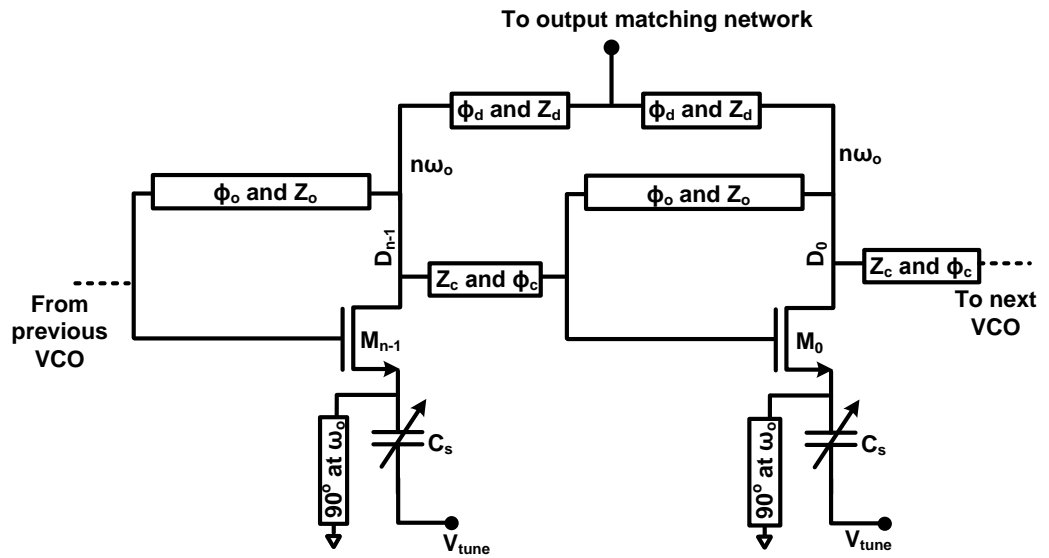 To output matching network
ϕd and Zd
ϕd and Zd
nωo
nωo
ϕo and Zo
ϕo and Zo
Dn-1
D0
Zc and ϕc
Zc and ϕc
From
previous
VCO
To next
VCO
Mn-1
M0
90° at ωo
Cs
90° at ωo
Cs
Vtune
Vtune